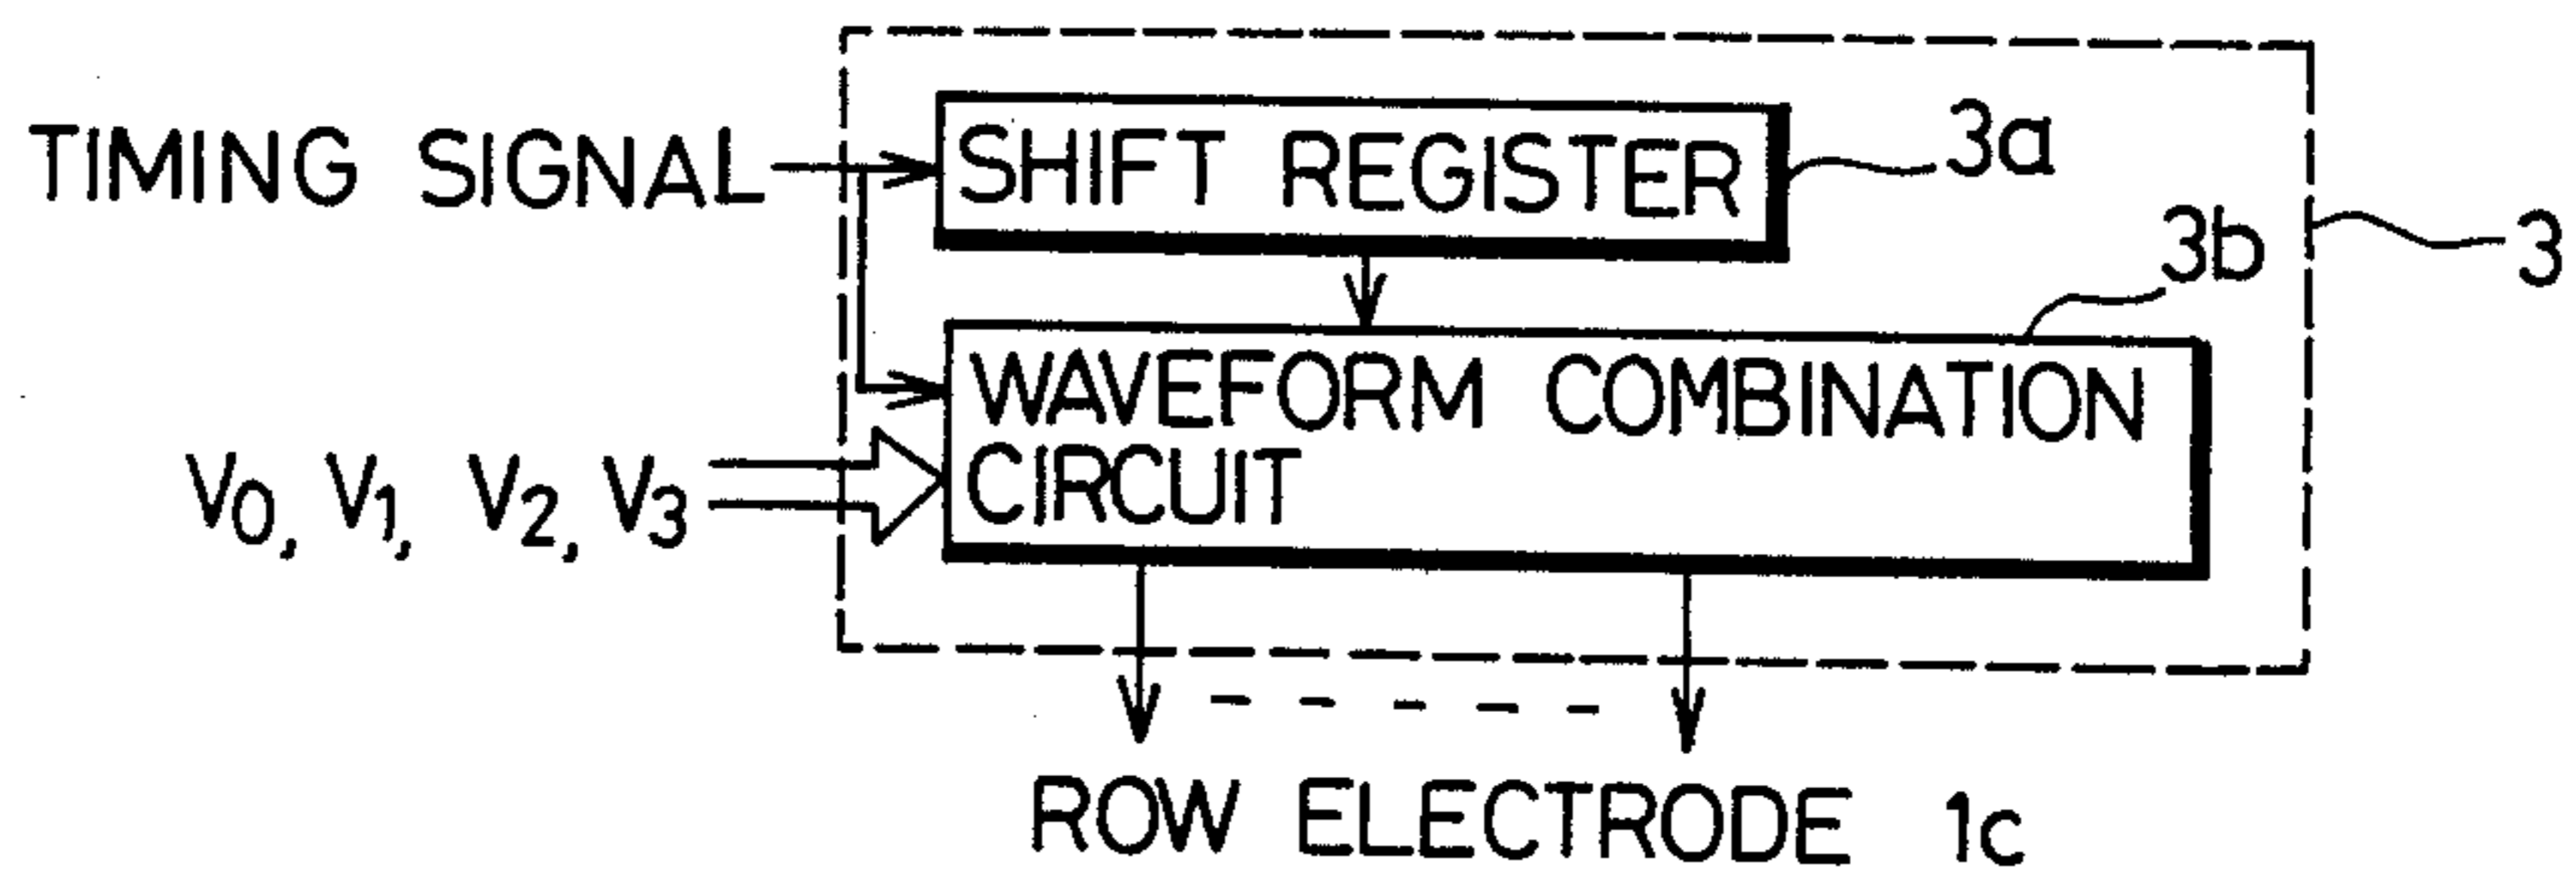 TIMING SIGNAL
SHIFT REGISTER
3a
3b
3
WAVEFORM COMBINATION
CIRCUIT
V0, V1, V2, V3
ROW ELECTRODE 1c